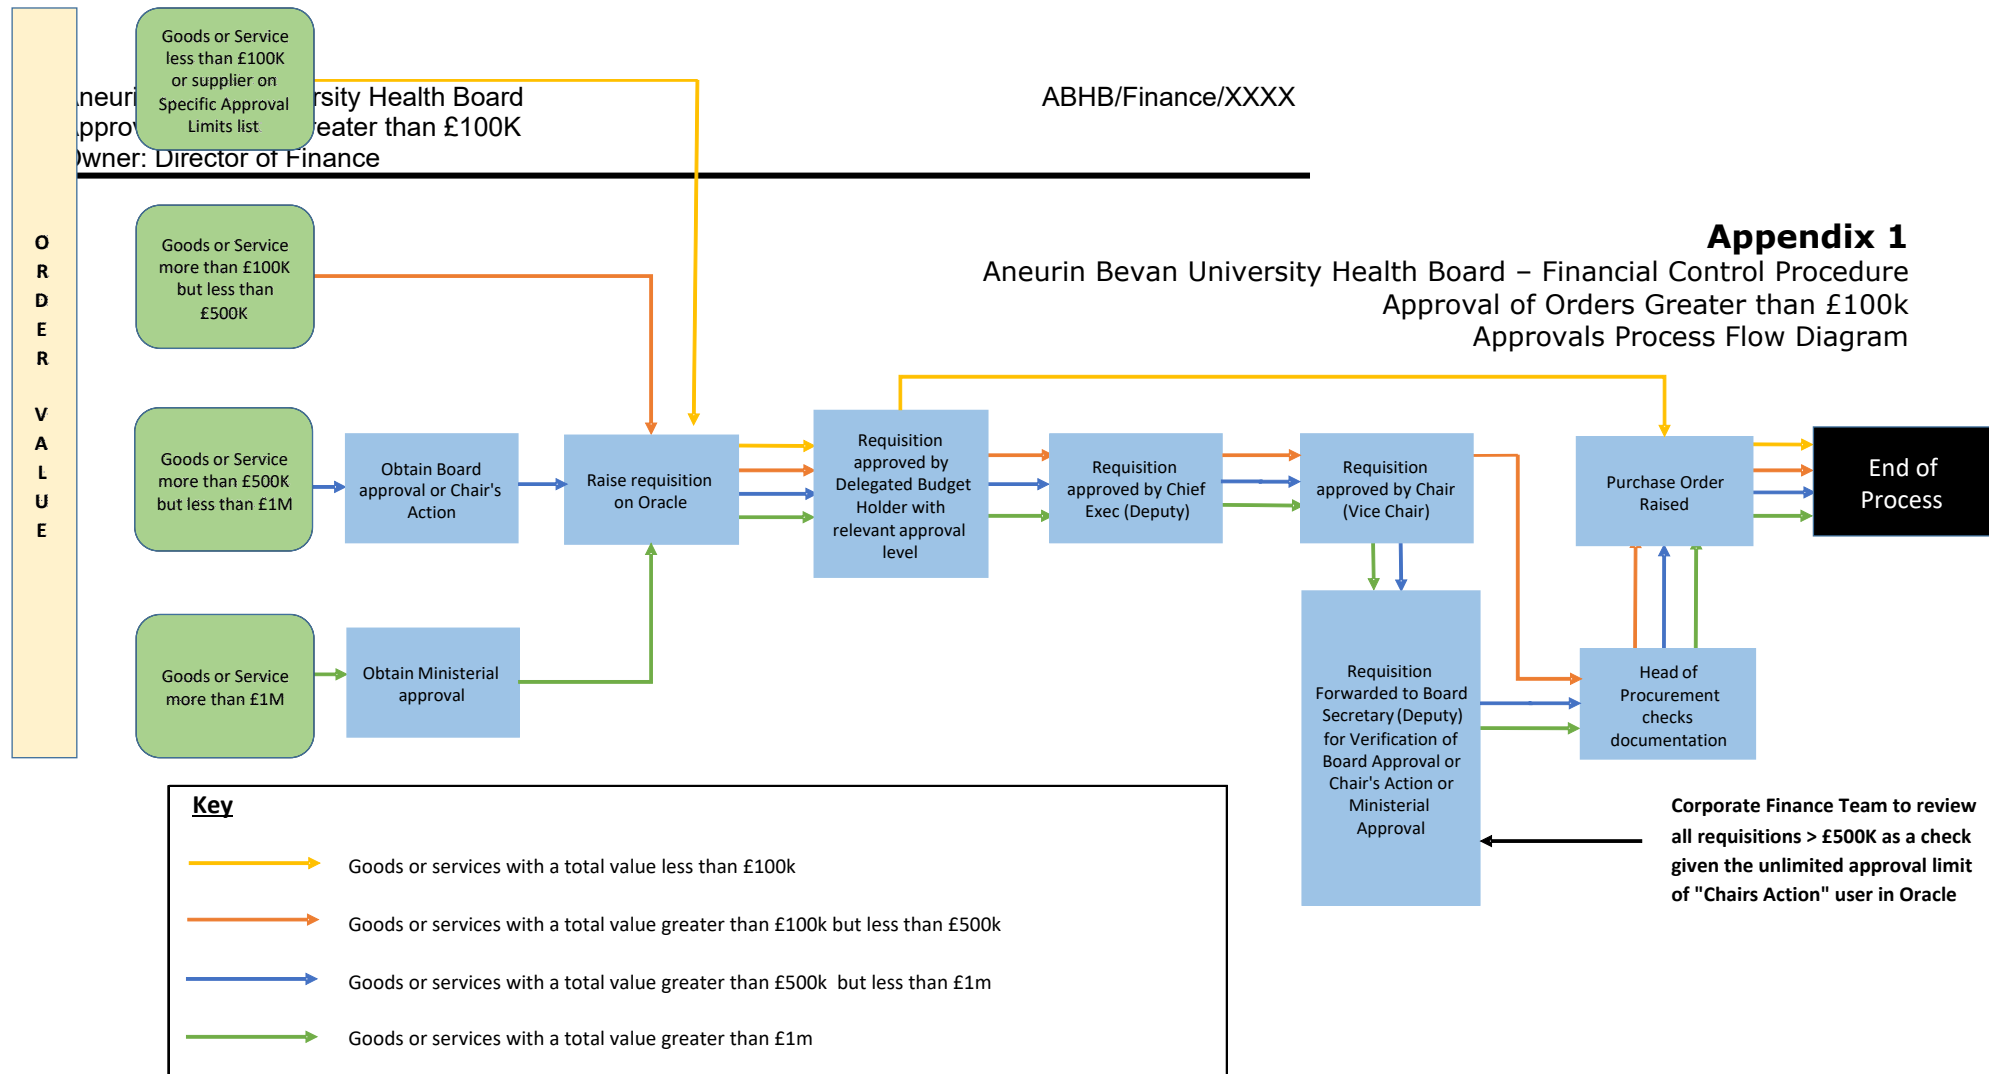 Goods or Service
less than £100K
or supplier on
Specific Approval
Limits list
rsity Health Board
ABHB/Finance/XXXX
eater than £100K
Owner: Director of Finance
Appendix 1
Aneurin Bevan University Health Board – Financial Control Procedure
Approval of Orders Greater than £100k
Approvals Process Flow Diagram
O
R
D
E
R
V
A
L
U
E
Goods or Service
more than £100K
but less than
£500K
Goods or Service
more than £500K
but less than £1M
Obtain Board
approval or Chair's
Action
Raise requisition
on Oracle
Requisition
approved by
Delegated Budget
Holder with
relevant approval
level
Requisition
approved by Chief
Exec (Deputy)
Requisition
approved by Chair
(Vice Chair)
Purchase Order
Raised
End of
Process
Goods or Service
more than £1M
Obtain Ministerial
approval
Requisition
Forwarded to Board
Secretary (Deputy)
for Verification of
Board Approval or
Chair's Action or
Ministerial
Approval
Head of
Procurement
checks
documentation
Corporate Finance Team to review
all requisitions > £500K as a check
given the unlimited approval limit
of "Chairs Action" user in Oracle
Key
Goods or services with a total value less than £100k
Goods or services with a total value greater than £100k but less than £500k
Goods or services with a total value greater than £500k but less than £1m
Goods or services with a total value greater than £1m